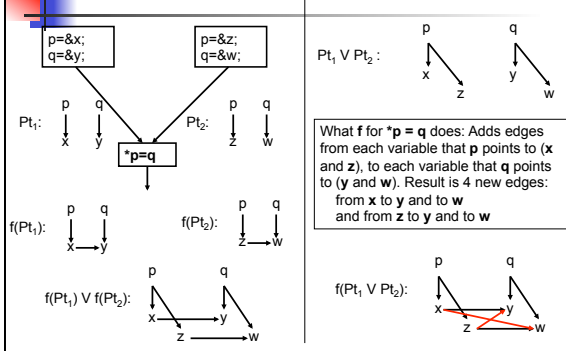 p=&x;
q=&y;
p=&z;
q=&w;
Pt1:
p q
x y
Pt2:
p q
z w
*p=q
f(Pt1):
p q
x y
f(Pt2):
p q
z w
f(Pt1) V f(Pt2):
p q
x y
z w
Pt1 V Pt2 :
p q
x y
z w
What f for *p = q does: Adds edges
from each variable that p points to (x
and z), to each variable that q points
to (y and w). Result is 4 new edges:
from x to y and to w
and from z to y and to w
f(Pt1 V Pt2):
p q
x y
z w